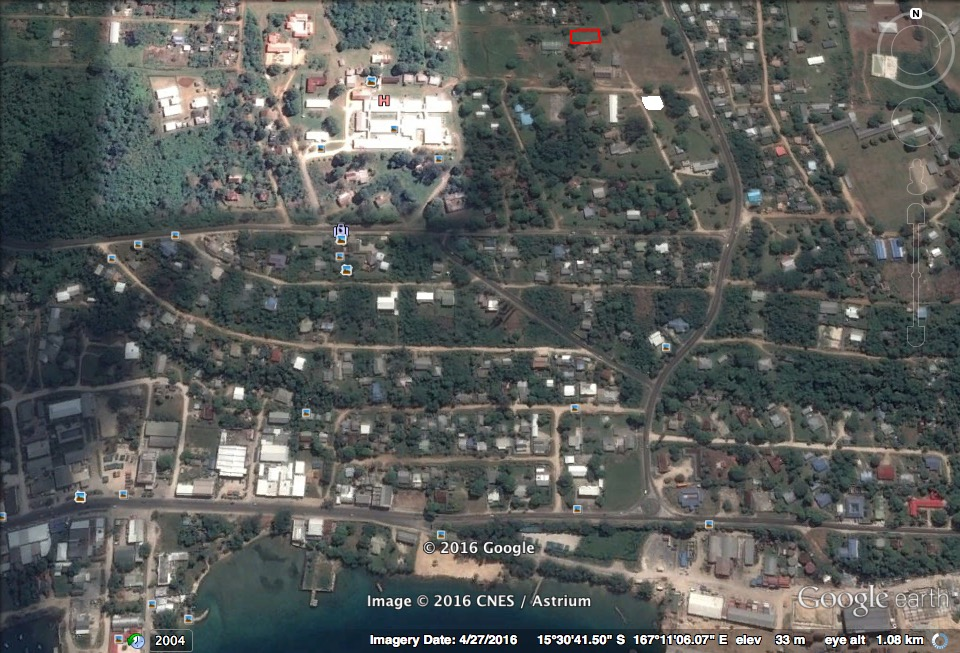 N
H
© 2016 Google
Image © 2016 CNES / Astrium
Google earth
2004
Imagery Date: 4/27/2016 15°30'41.50" S 167°11'06.07" E elev 33 m eye alt 1.08 km